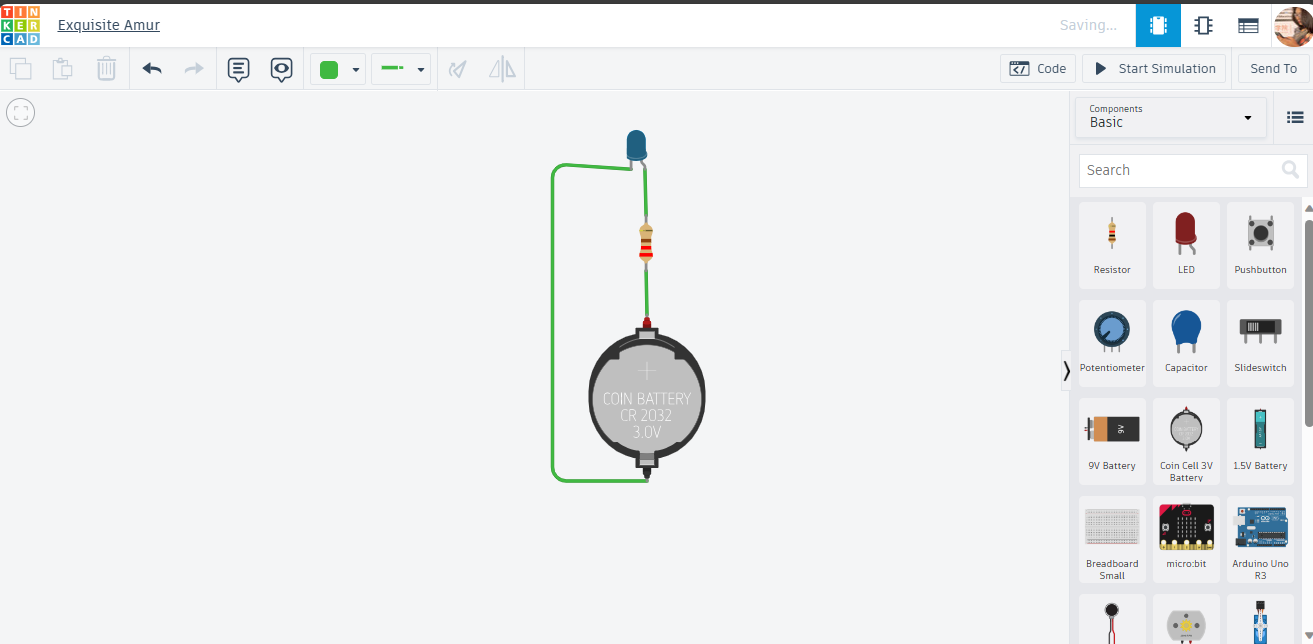 TIN
KER
CAD
Exquisite Amur
Saving...
Code
Start Simulation
Send To
Components
Basic
Search
Resistor
LED
Pushbutton
Potentiometer
Capacitor
Slideswitch
9V
9V Battery
Coin Cell 3V
Battery
1.5V Battery
Breadboard
Small
micro:bit
Arduino Uno
R3
COIN BATTERY
CR 2032
3.0V